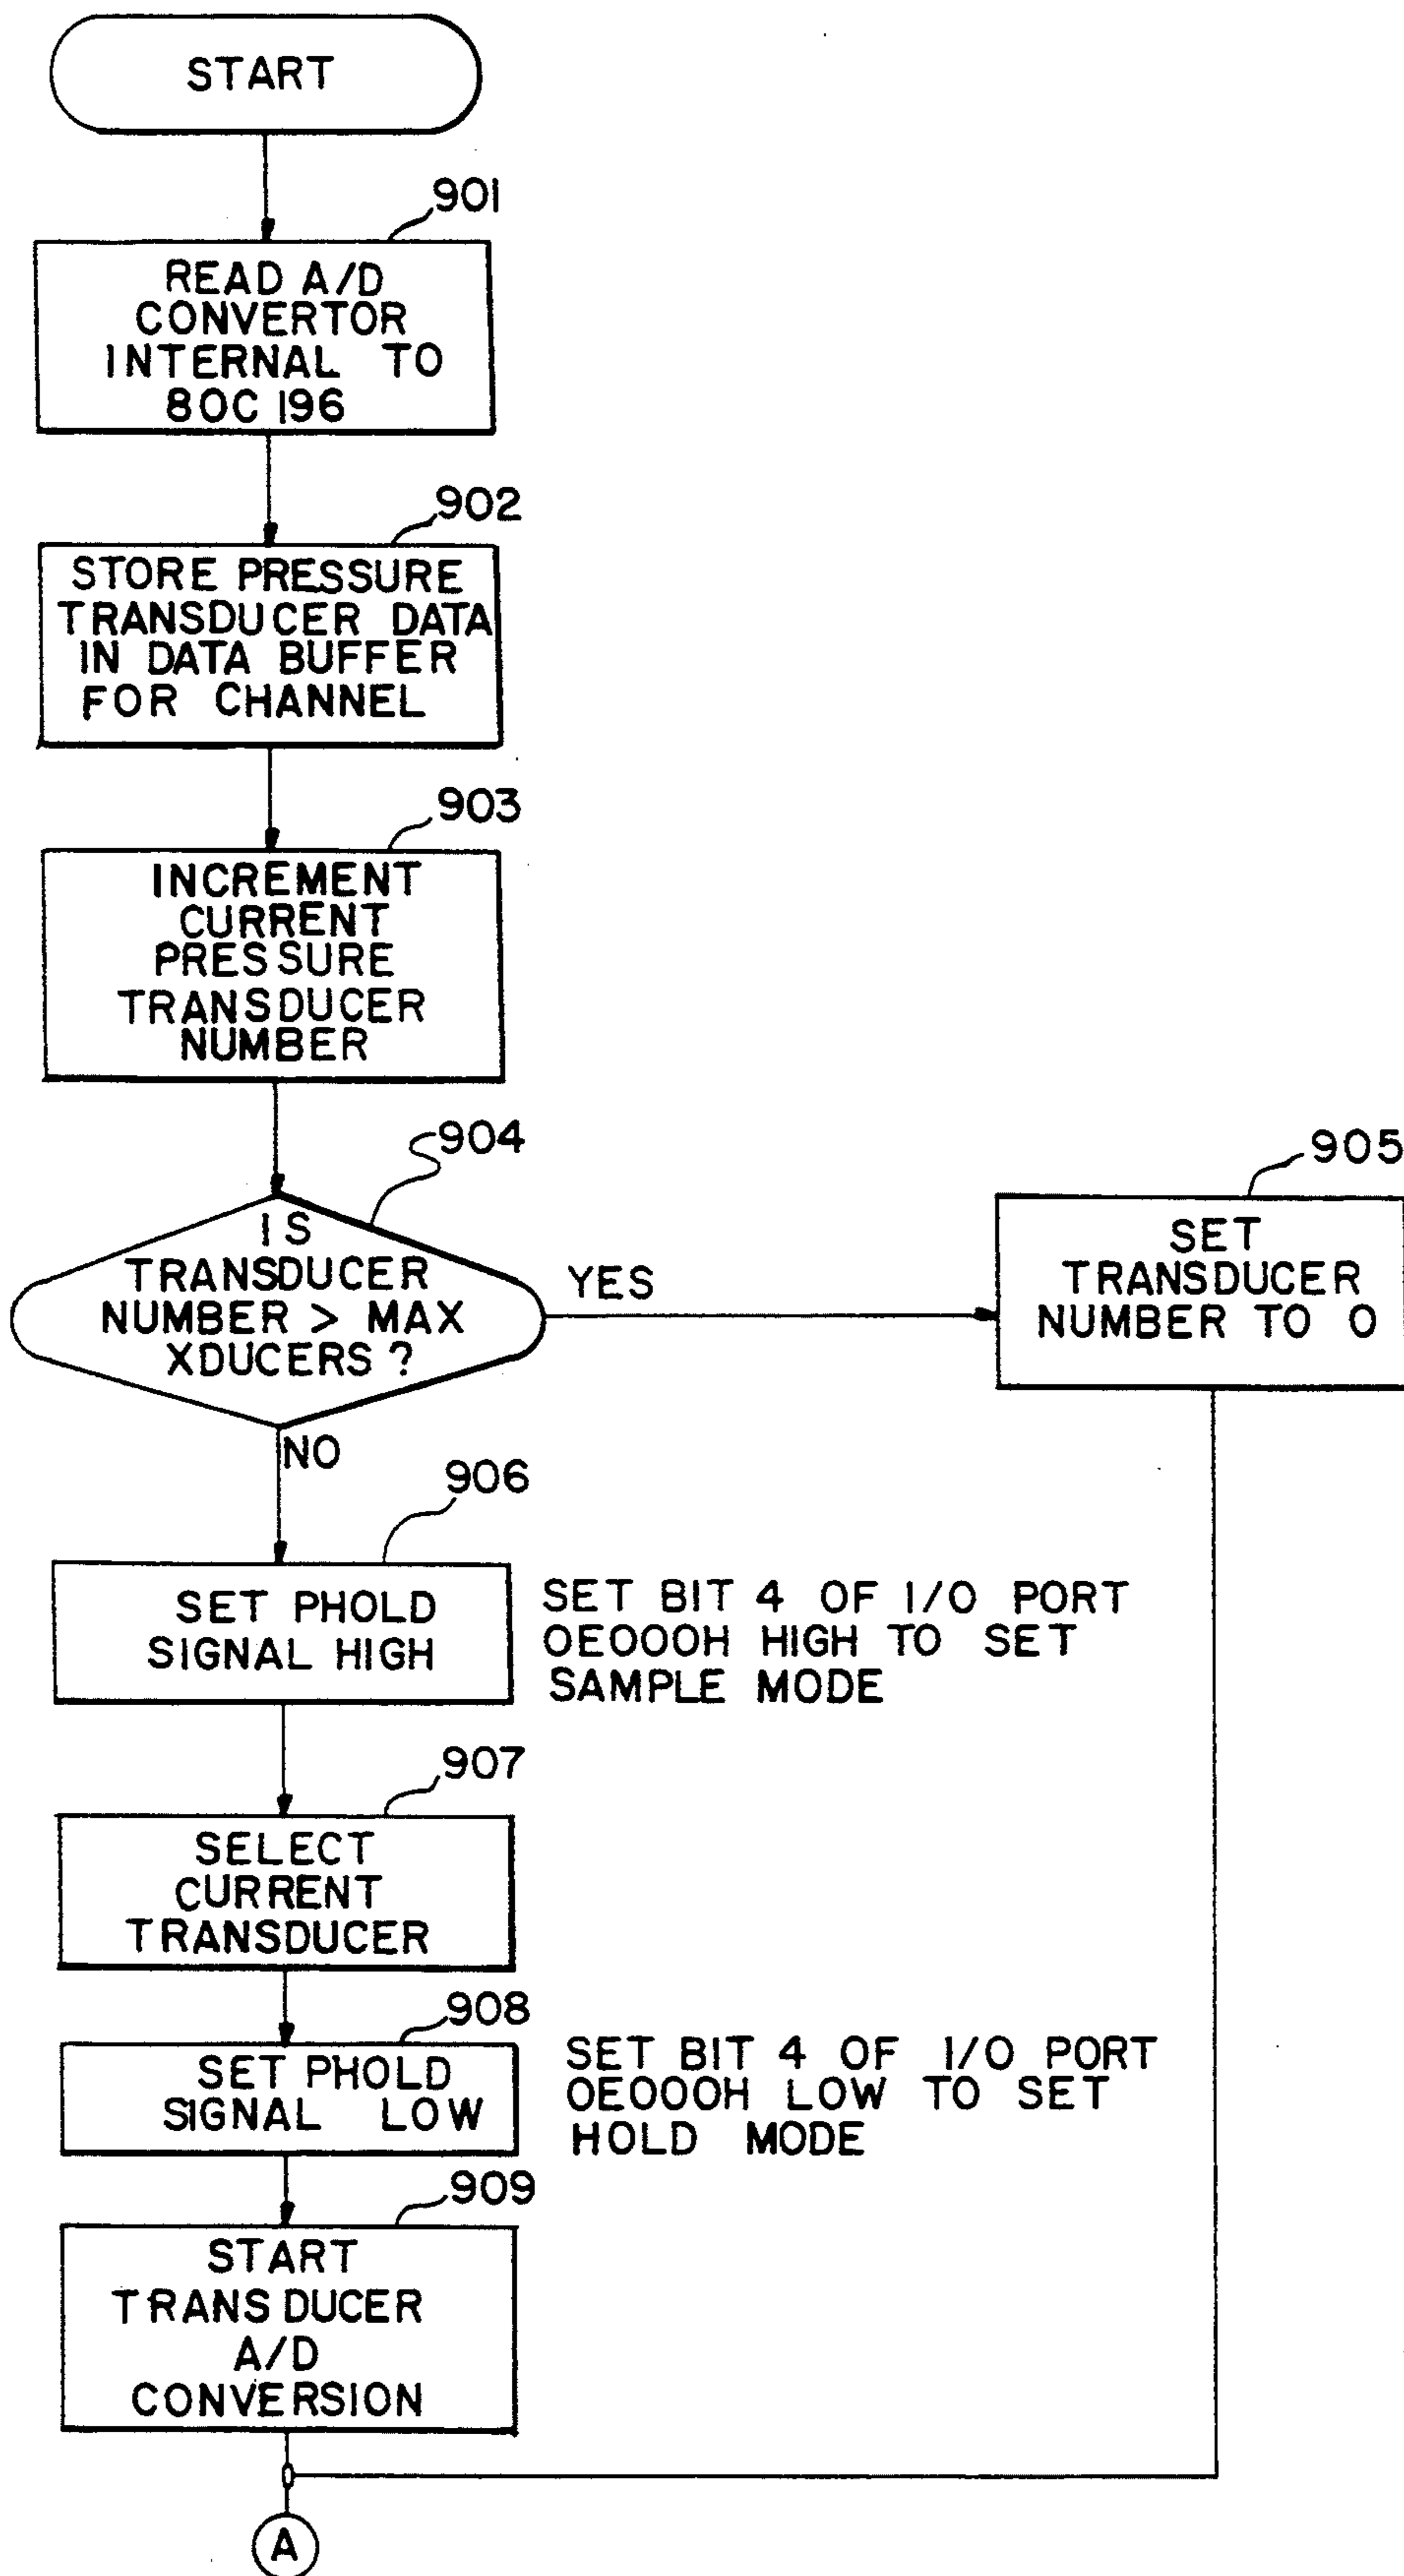 START
901
READ A/D
CONVERTOR
INTERNAL TO
80C 196
902
STORE PRESSURE
TRANSDUCER DATA
IN DATA BUFFER
FOR CHANNEL
903
INCREMENT
CURRENT
PRESSURE
TRANSDUCER
NUMBER
904
IS
TRANSDUCER
NUMBER > MAX
XDUCERS ?
YES
905
SET
TRANSDUCER
NUMBER TO 0
NO
906
SET PHOLD
SIGNAL HIGH
SET BIT 4 OF I/O PORT
OEOOOH HIGH TO SET
SAMPLE MODE
907
SELECT
CURRENT
TRANSDUCER
908
SET PHOLD
SIGNAL LOW
SET BIT 4 OF I/O PORT
OEOOOH LOW TO SET
HOLD MODE
909
START
TRANSDUCER
A/D
CONVERSION
A